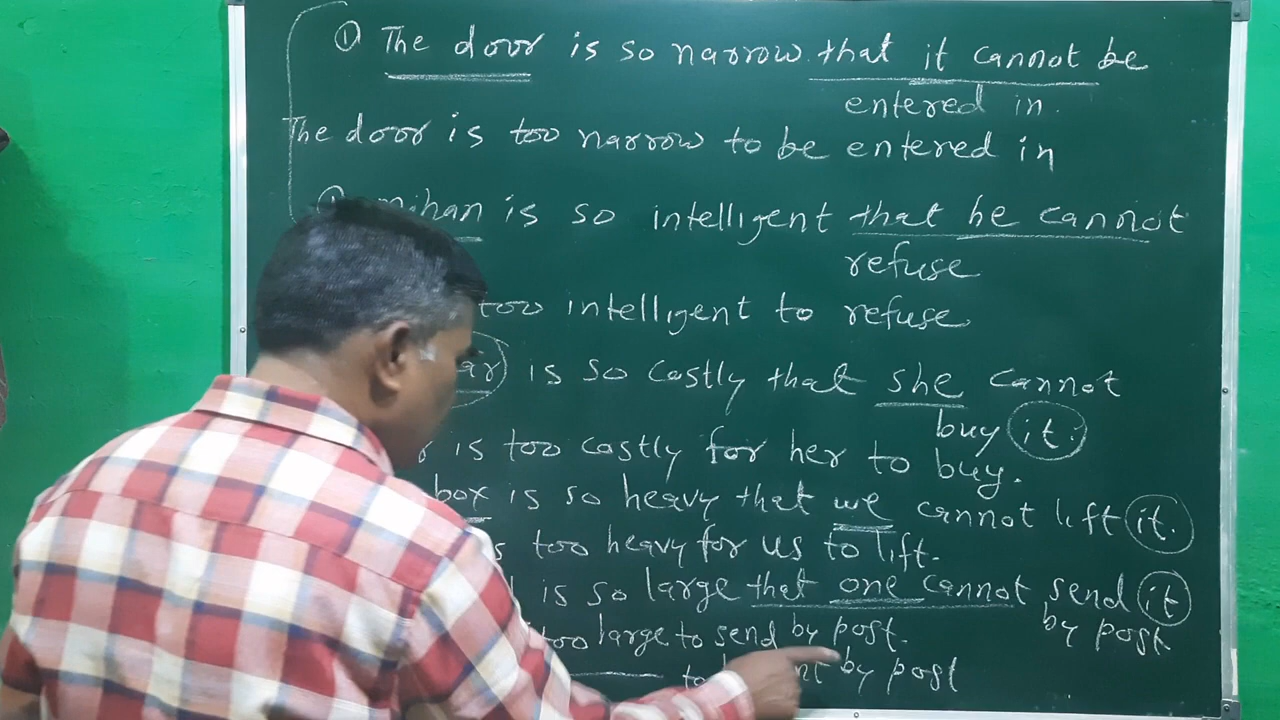 ① The door is so narrow that it cannot be
entered in.
The door is too narrow to be entered in
mihan is so intelligent that he cannot
refuse
too intelligent to refuse
is so costly that she cannot
buy it.
is too costly for her to buy.
box is so heavy that we cannot lift it.
too heavy for us to lift.
is so large that one cannot send it
by post
too large to send by post.
by post